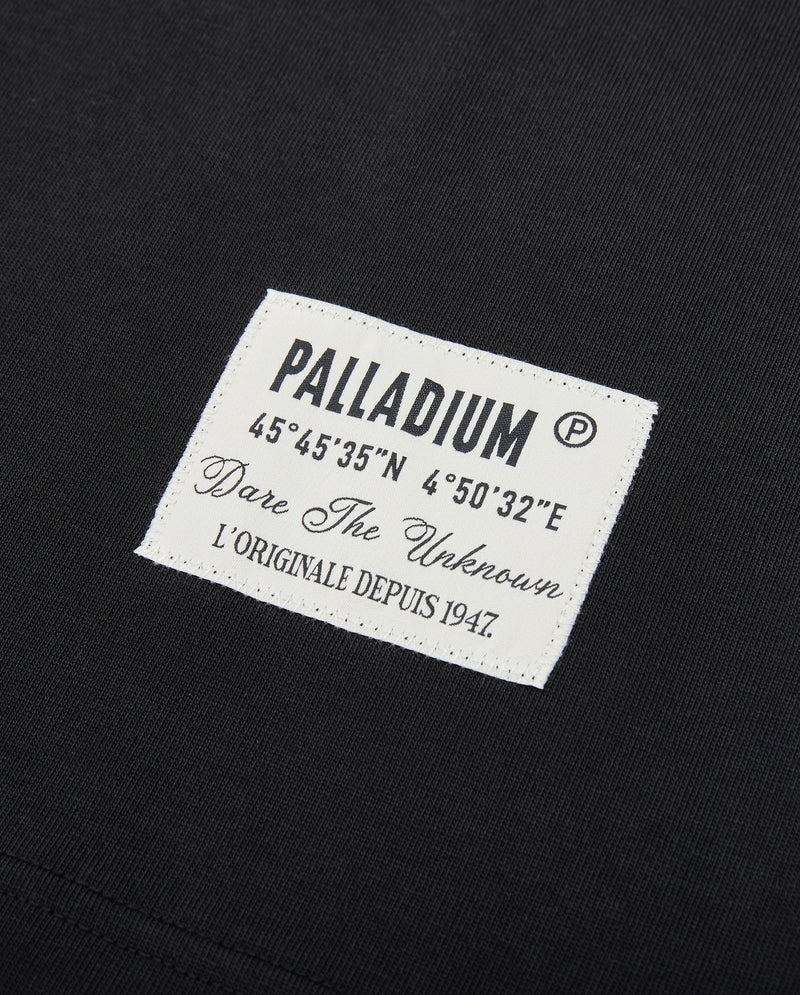 PALLADIUM Ⓟ
45°45'35"N 4°50'32"E
Dare The Unknown
L'ORIGINALE DEPUIS 1947.